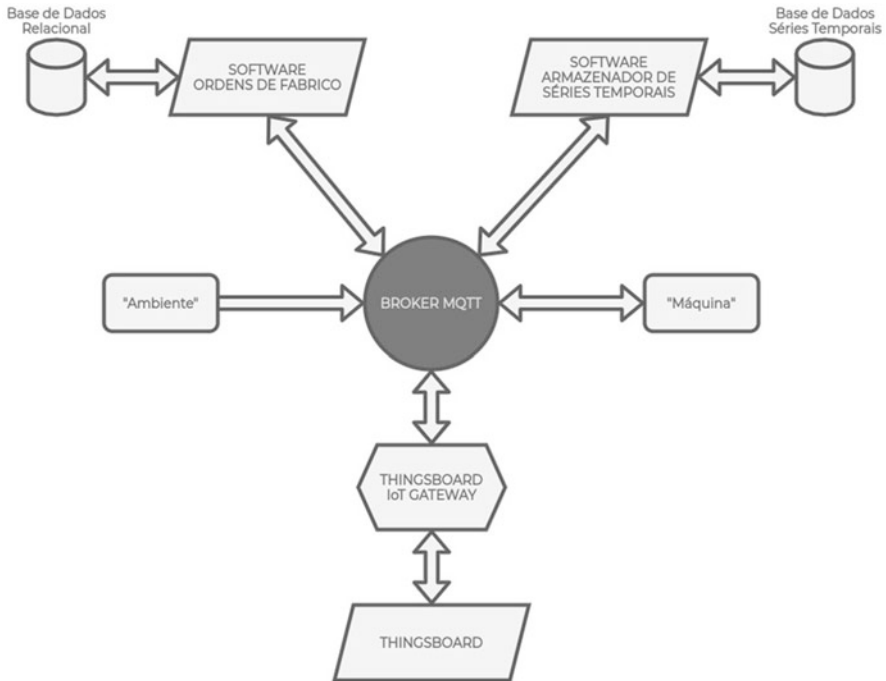 Base de Dados
Relacional
SOFTWARE
ORDENS DE FABRICO
SOFTWARE
ARMAZENADOR DE
SÉRIES TEMPORAIS
Base de Dados
Séries Temporais
"Ambiente"
BROKER MQTT
"Máquina"
THINGSBOARD
IoT GATEWAY
THINGSBOARD